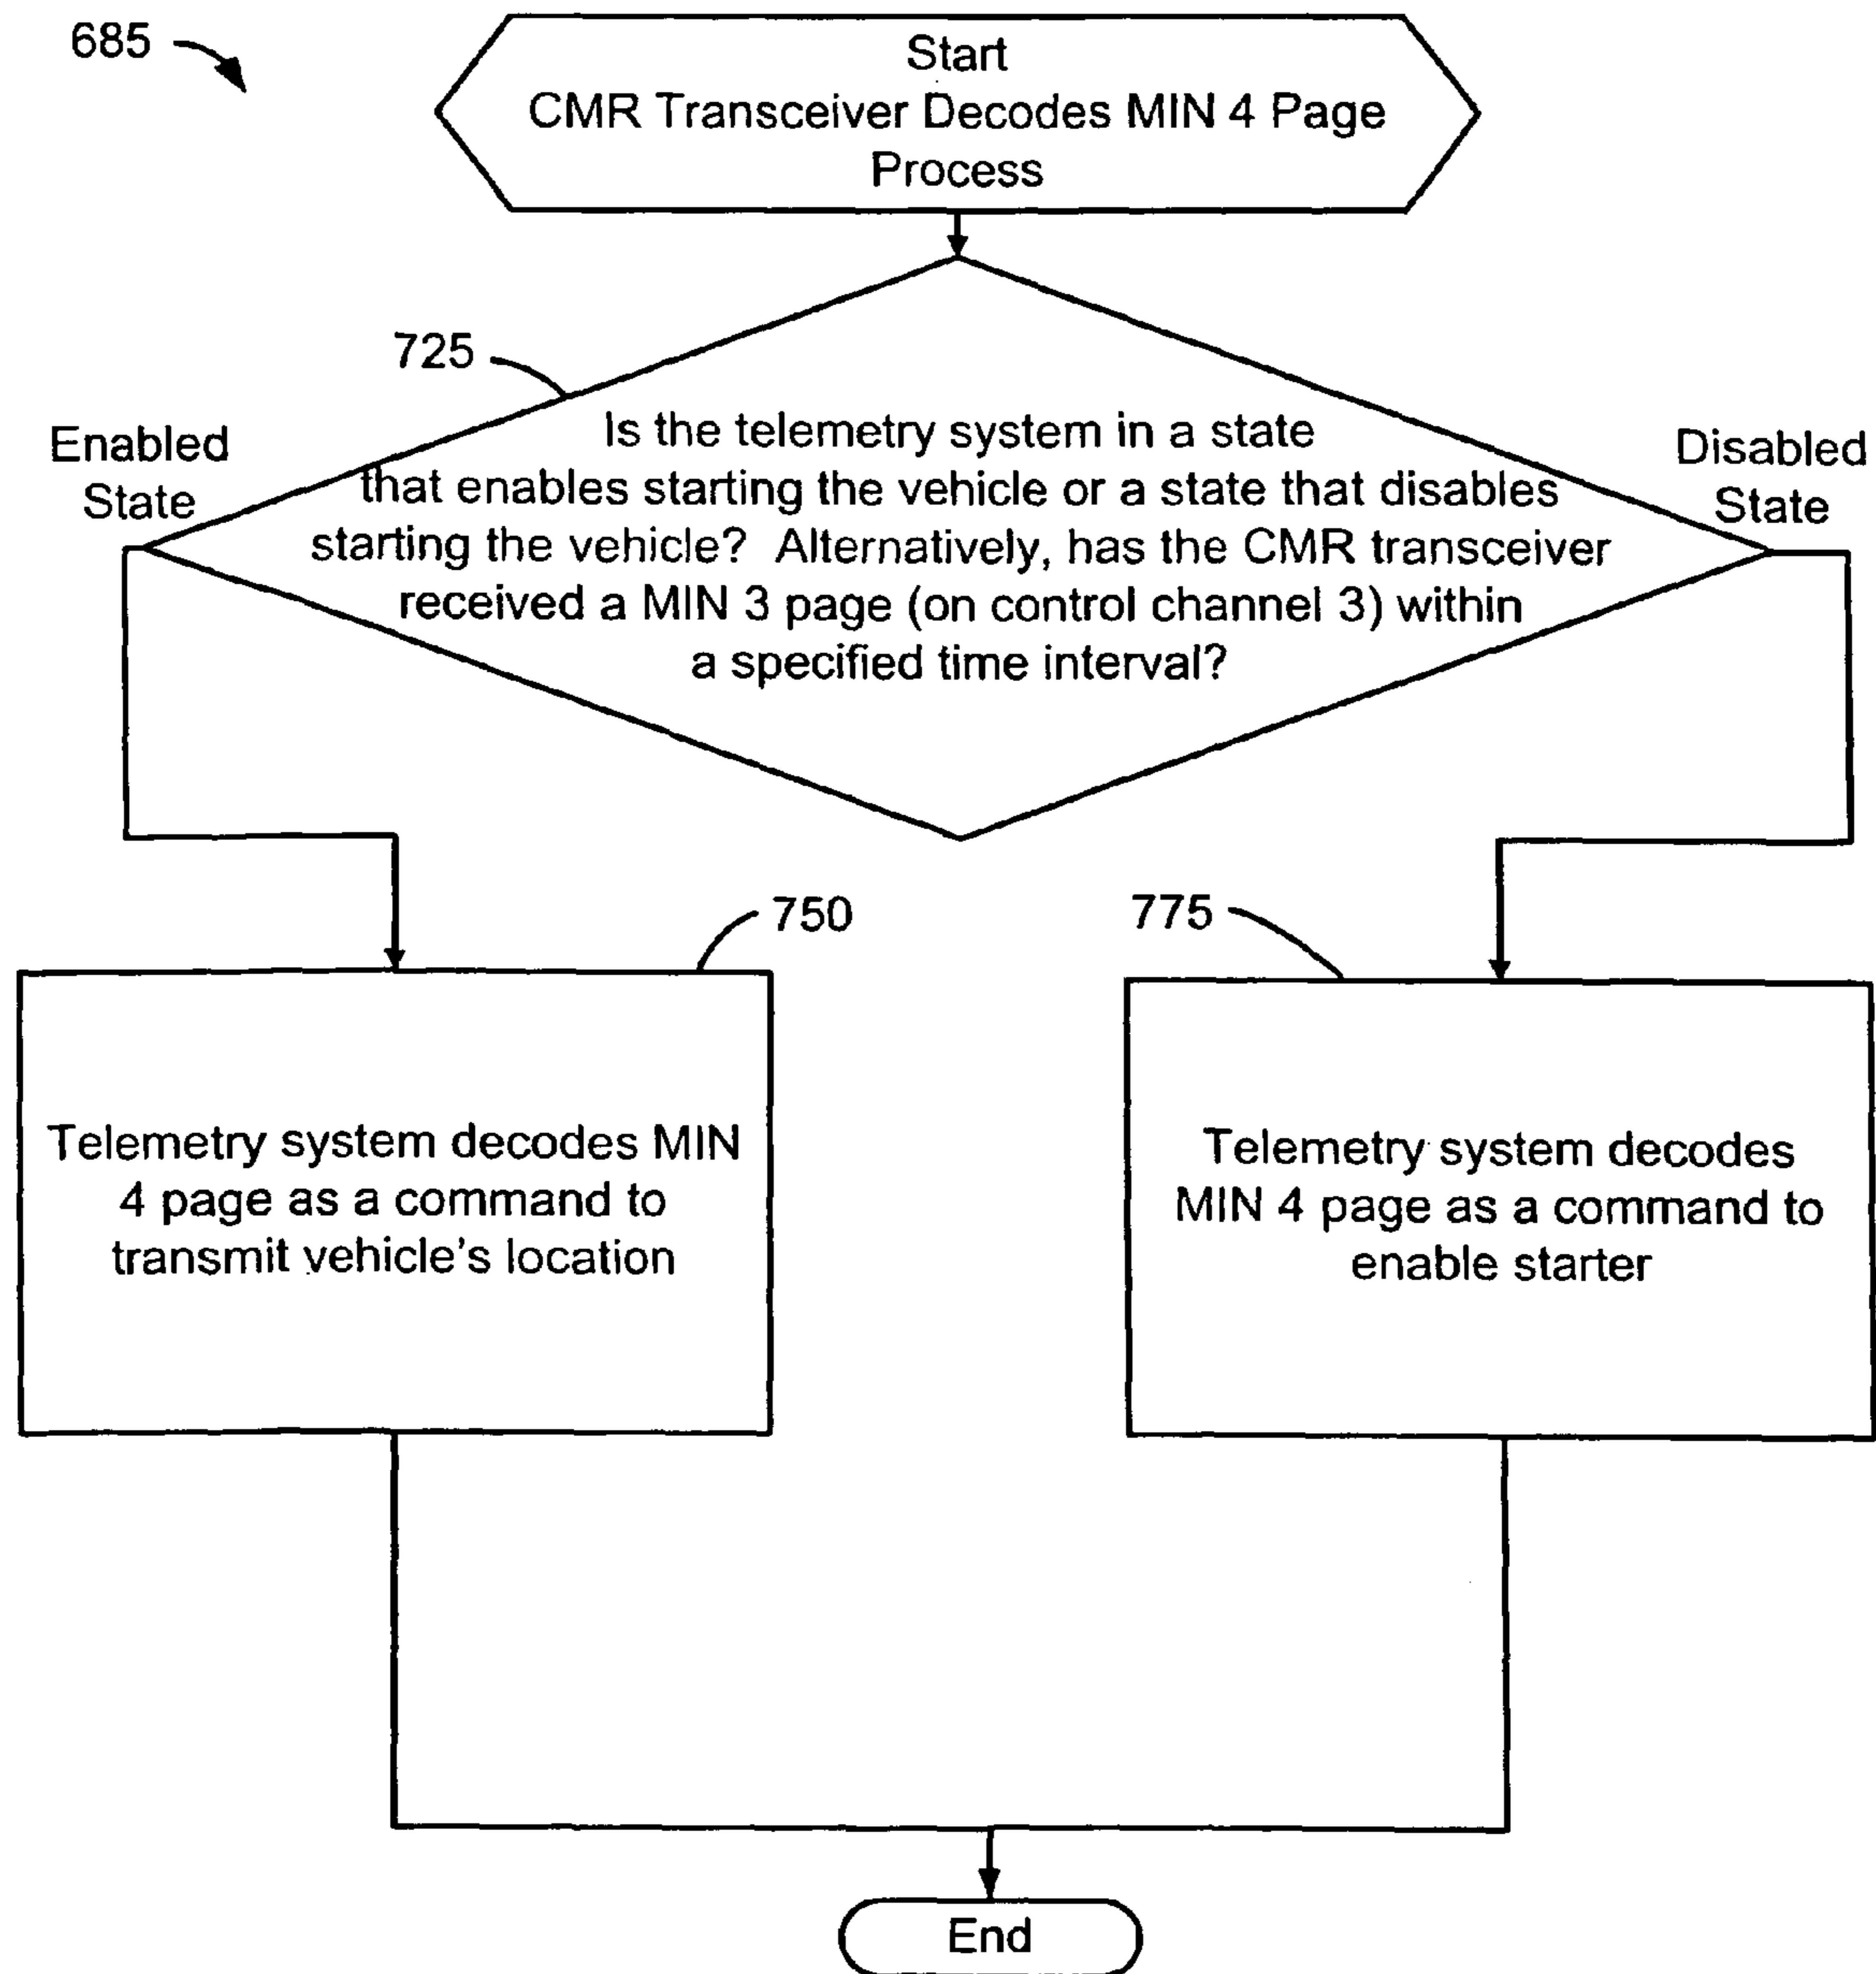 685
Start
CMR Transceiver Decodes MIN 4 Page
Process
725
Enabled
State
Is the telemetry system in a state
that enables starting the vehicle or a state that disables
starting the vehicle? Alternatively, has the CMR transceiver
received a MIN 3 page (on control channel 3) within
a specified time interval?
Disabled
State
750
775
Telemetry system decodes MIN
4 page as a command to
transmit vehicle's location
Telemetry system decodes
MIN 4 page as a command to
enable starter
End